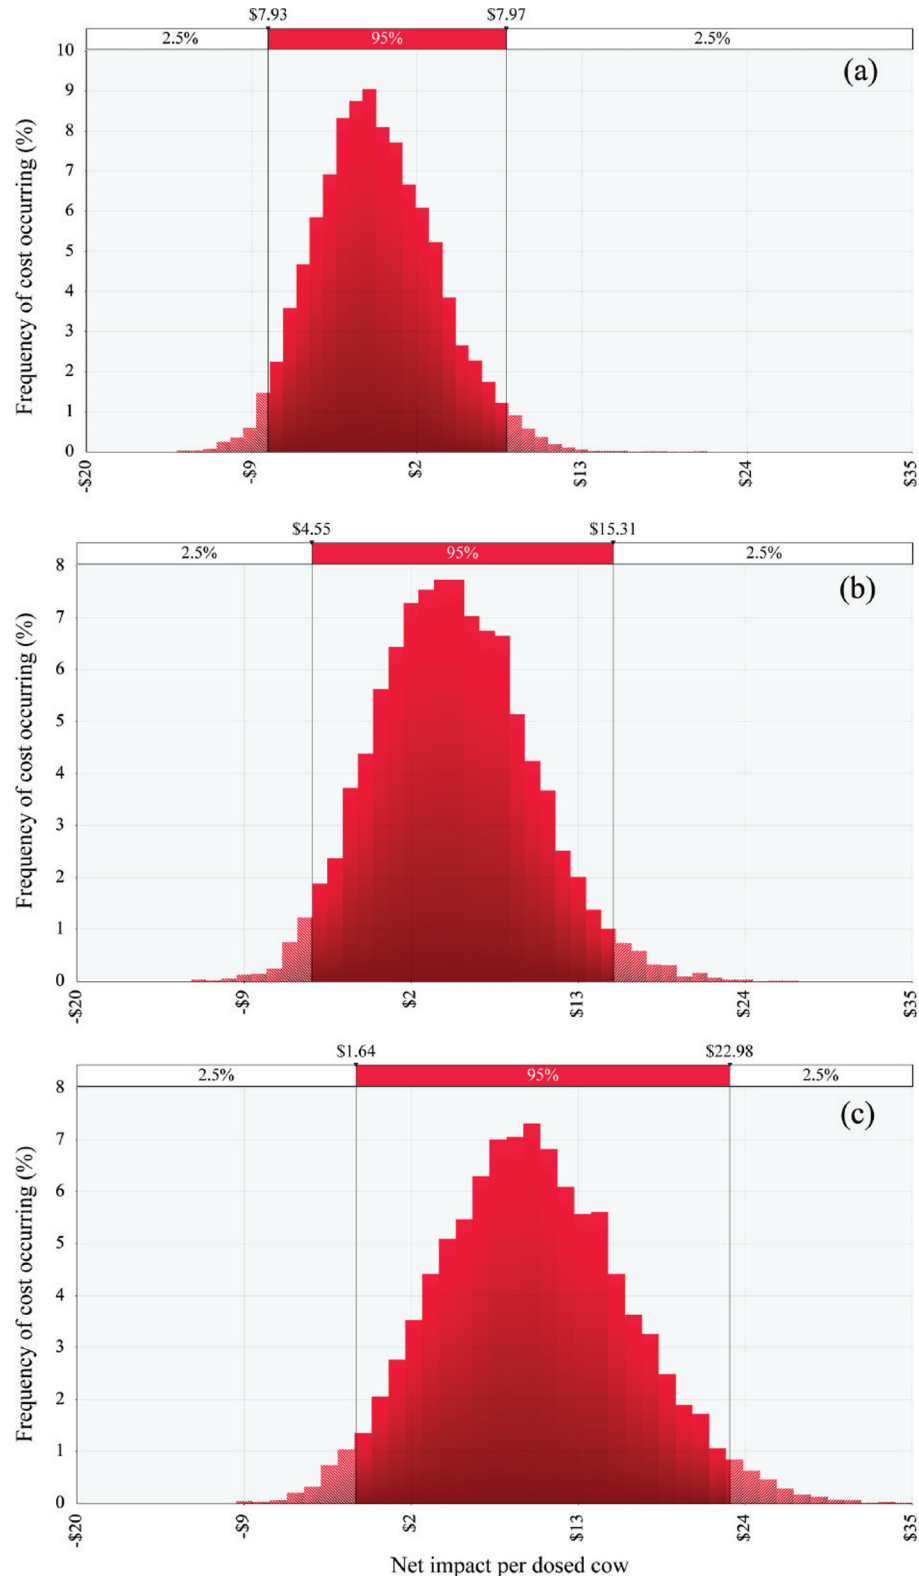 $7.93 $7.97
2.5% 95% 2.5%
(a)
Frequency of cost occurring (%)
10
9
8
7
6
5
4
3
2
1
0
-$20 -$9 $2 $13 $24 $35
$4.55 $15.31
2.5% 95% 2.5%
(b)
Frequency of cost occurring (%)
8
7
6
5
4
3
2
1
0
-$20 -$9 $2 $13 $24 $35
$1.64 $22.98
2.5% 95% 2.5%
(c)
Frequency of cost occurring (%)
8
7
6
5
4
3
2
1
0
-$20 -$9 $2 $13 $24 $35
Net impact per dosed cow